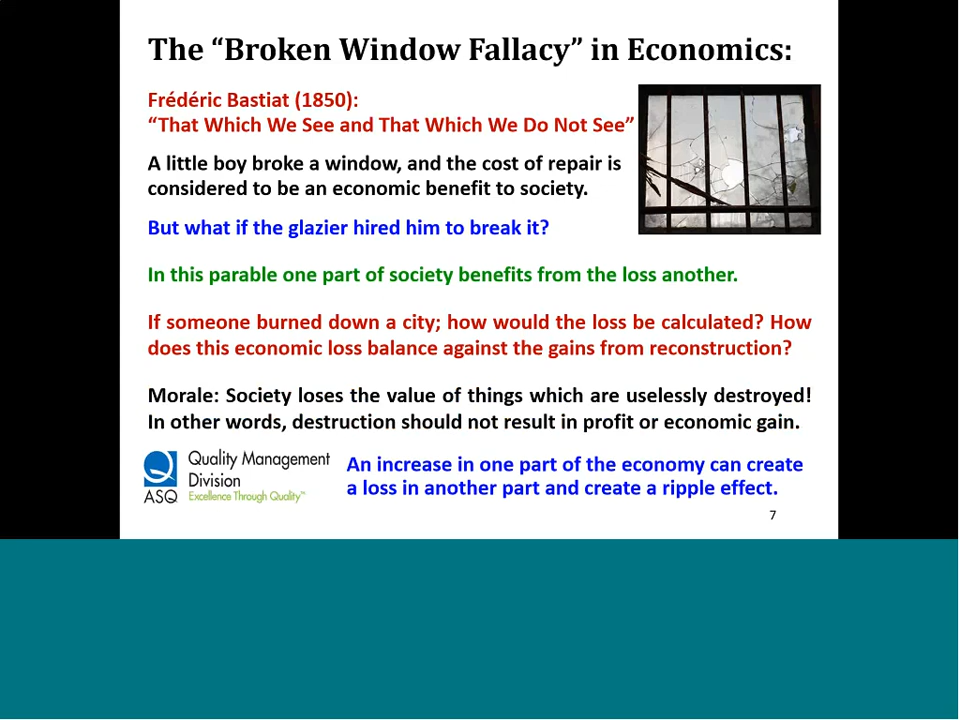 The “Broken Window Fallacy” in Economics:
Frédéric Bastiat (1850):
“That Which We See and That Which We Do Not See”
A little boy broke a window, and the cost of repair is
considered to be an economic benefit to society.
But what if the glazier hired him to break it?
In this parable one part of society benefits from the loss another.
If someone burned down a city; how would the loss be calculated? How
does this economic loss balance against the gains from reconstruction?
Morale: Society loses the value of things which are uselessly destroyed!
In other words, destruction should not result in profit or economic gain.
Quality Management
Division
Excellence Through Quality™
ASQ
An increase in one part of the economy can create
a loss in another part and create a ripple effect.
7